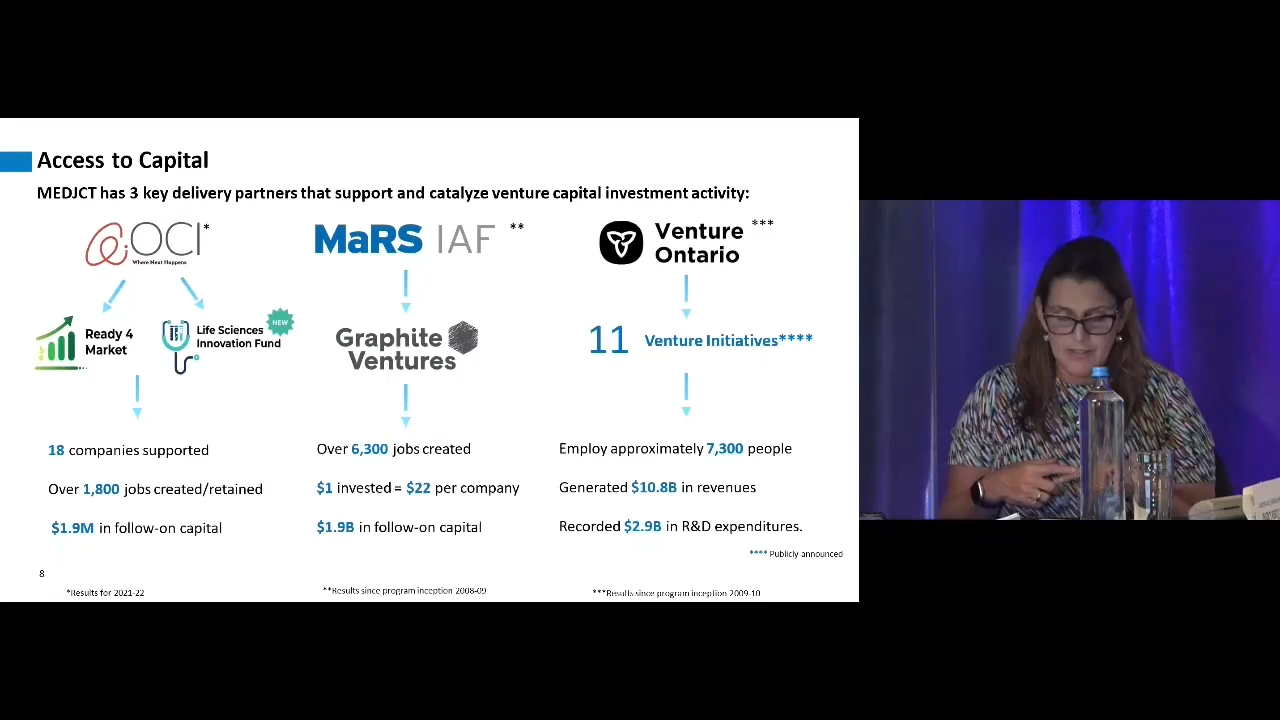 Access to Capital
MEDJCT has 3 key delivery partners that support and catalyze venture capital investment activity:
OCI*
Where Next Happens
Ready 4
Market
Life Sciences
Innovation Fund
NEW
18 companies supported
Over 1,800 jobs created/retained
$1.9M in follow-on capital
MaRS IAF **
Graphite
Ventures
Over 6,300 jobs created
$1 invested = $22 per company
$1.9B in follow-on capital
Venture ***
Ontario
11 Venture Initiatives****
Employ approximately 7,300 people
Generated $10.8B in revenues
Recorded $2.9B in R&D expenditures.
**** Publicly announced
8
*Results for 2021-22
**Results since program inception 2008-09
***Results since program inception 2009-10